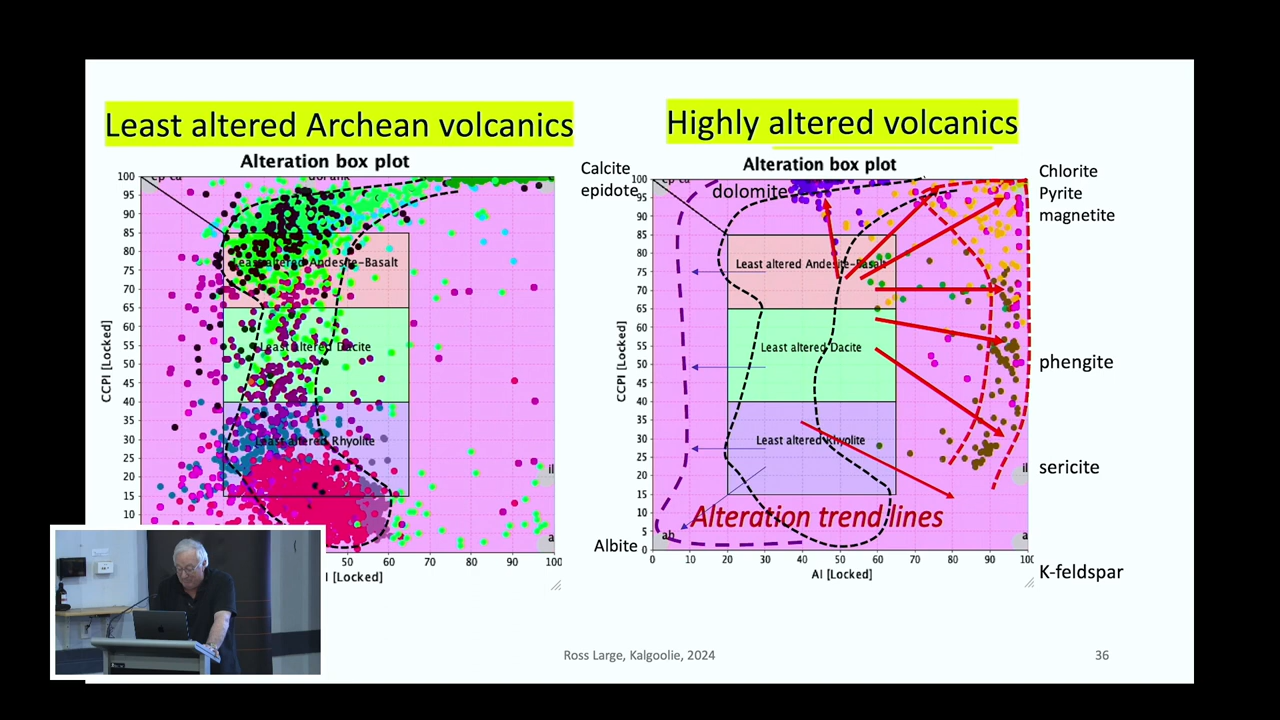 Least altered Archean volcanics
Highly altered volcanics
Alteration box plot
100
95
90
85
80
75
70
65
60
55
50
45
40
35
30
25
20
15
10
CCPI [Locked]
Least altered Andesite-Basalt
Least altered Dacite
Least altered Rhyolite
il
a
50
60
70
80
90
100
I [Locked]
Calcite
epidote
Albite
Alteration box plot
100
95
90
85
80
75
70
65
60
55
50
45
40
35
30
25
20
15
10
5
0
CCPI [Locked]
dolomite
Least altered Andesite-Basalt
Least altered Dacite
Least altered Rhyolite
Alteration trend lines
ab
il
a
0
10
20
30
40
50
60
70
80
90
100
AI [Locked]
Chlorite
Pyrite
magnetite
phengite
sericite
K-feldspar
Ross Large, Kalgoolie, 2024
36